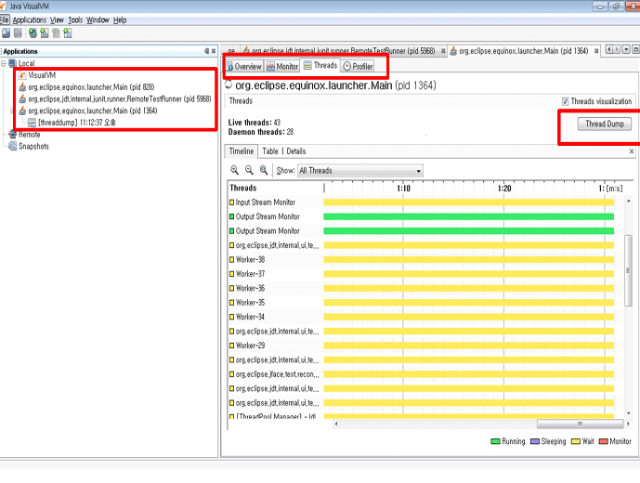 Java VisualVM
File Applications View Tools Window Help
Applications
Local
VisualVM
org.eclipse.equinox.launcher.Main (pid 828)
org.eclipse.jdt.internal.junit.runner.RemoteTestRunner (pid 5968)
org.eclipse.equinox.launcher.Main (pid 1364)
[threaddump] 11:12:37 오후
Remote
Snapshots
org.eclipse.jdt.internal.junit.runner.RemoteTestRunner (pid 5968)
org.eclipse.equinox.launcher.Main (pid 1364)
Overview Monitor Threads Profiler
org.eclipse.equinox.launcher.Main (pid 1364)
Threads
Threads visualization
Live threads: 43
Daemon threads: 28
Thread Dump
Timeline Table Details
Show: All Threads
Threads 1:10 1:20 [m:s]
Input Stream Monitor
Output Stream Monitor
Output Stream Monitor
org.eclipse.jdt.internal.ui.te...
Worker-38
Worker-37
Worker-36
Worker-35
Worker-34
org.eclipse.jdt.internal.ui.te...
Worker-29
org.eclipse.jdt.internal.ui.te...
org.eclipse.jface.text.recon...
org.eclipse.jdt.internal.ui.te...
org.eclipse.jdt.internal.ui.te...
[ThreadPool Manager] - Idl
Running Sleeping Wait Monitor